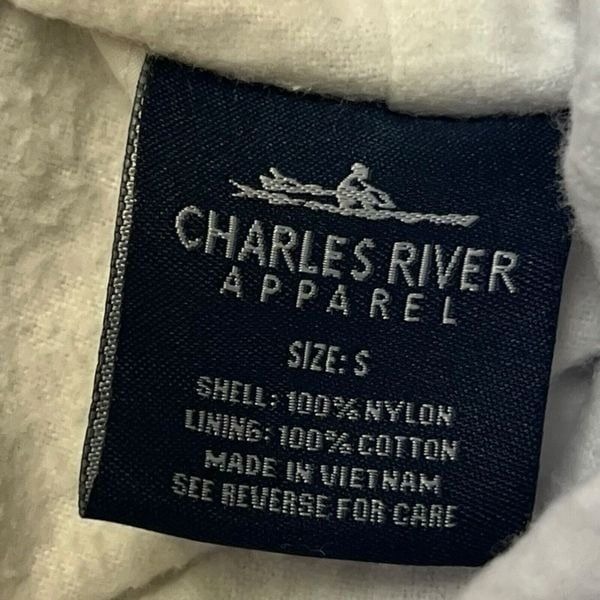 CHARLES RIVER
APPAREL
SIZE: S
SHELL: 100% NYLON
LINING: 100% COTTON
MADE IN VIETNAM
SEE REVERSE FOR CARE